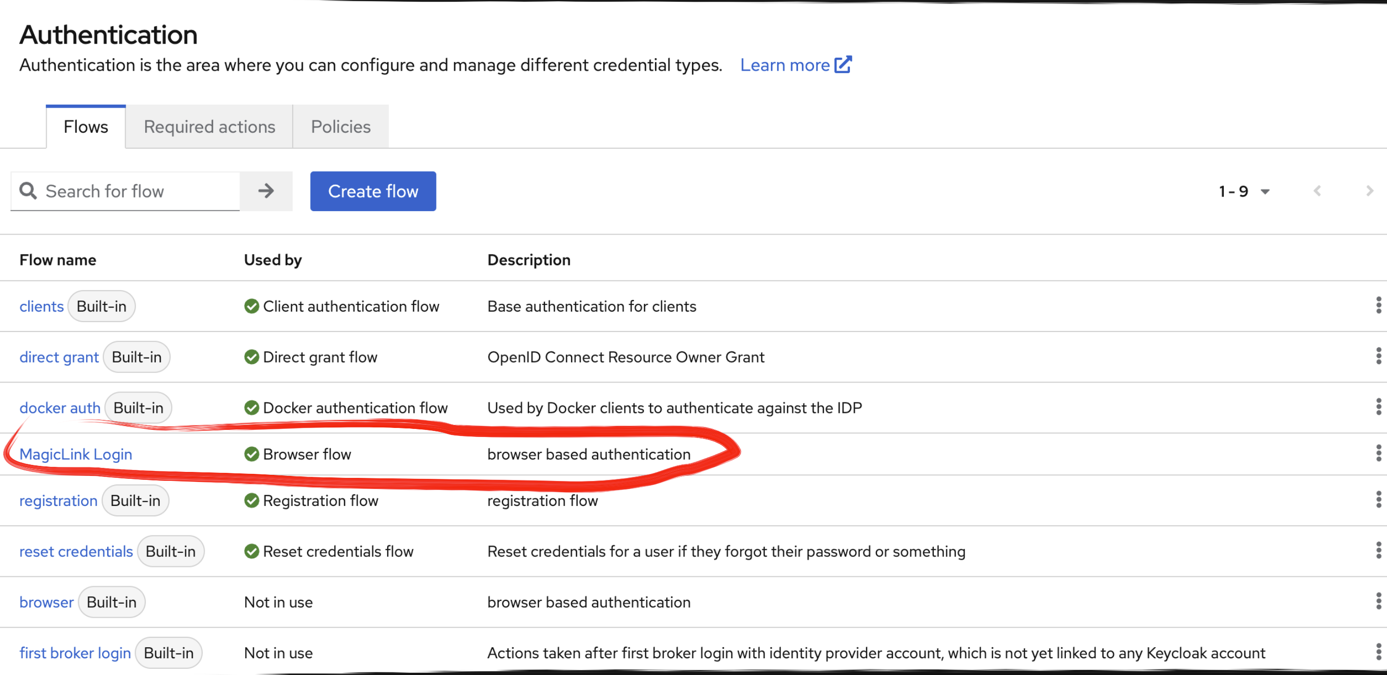 Authentication
Authentication is the area where you can configure and manage different credential types. Learn more
Flows Required actions Policies
Search for flow Create flow 1 - 9
Flow name Used by Description
clients Built-in Client authentication flow Base authentication for clients
direct grant Built-in Direct grant flow OpenID Connect Resource Owner Grant
docker auth Built-in Docker authentication flow Used by Docker clients to authenticate against the IDP
MagicLink Login Browser flow browser based authentication
registration Built-in Registration flow registration flow
reset credentials Built-in Reset credentials flow Reset credentials for a user if they forgot their password or something
browser Built-in Not in use browser based authentication
first broker login Built-in Not in use Actions taken after first broker login with identity provider account, which is not yet linked to any Keycloak account